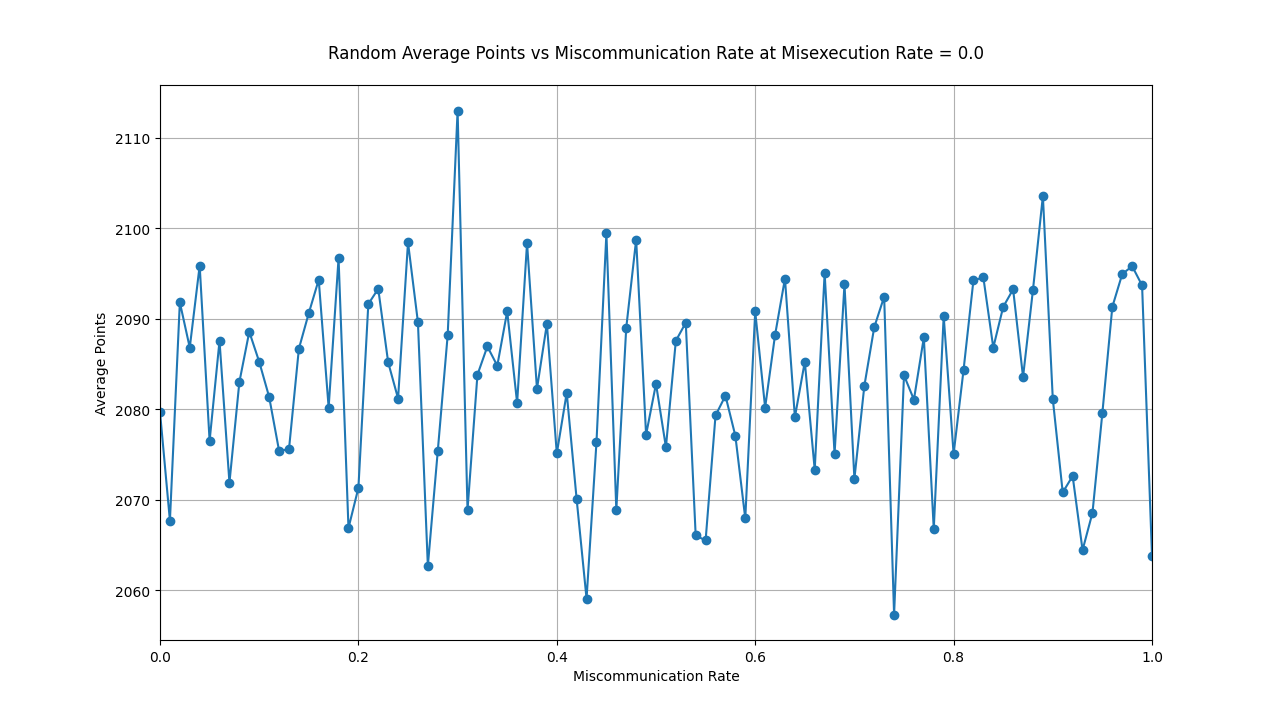 Random Average Points vs Miscommunication Rate at Misexecution Rate = 0.0
2110
2100
2090
2080
2070
2060
Average Points
0.0 0.2 0.4 0.6 0.8 1.0
Miscommunication Rate